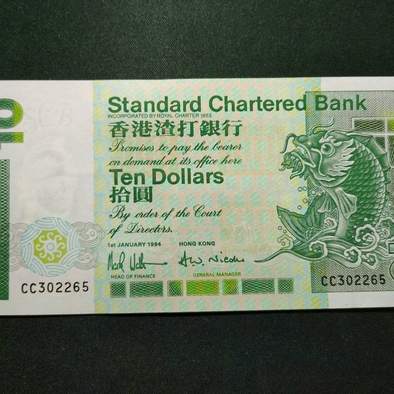 10
Standard Chartered Bank
INCORPORATED BY ROYAL CHARTER 1853
香港渣打銀行
Promises to pay the bearer
on demand at its office here
Ten Dollars
拾圓
By order of the Court
of Directors.
1st JANUARY 1994 HONG KONG
HEAD OF FINANCE GENERAL MANAGER
CC302265 CC302265